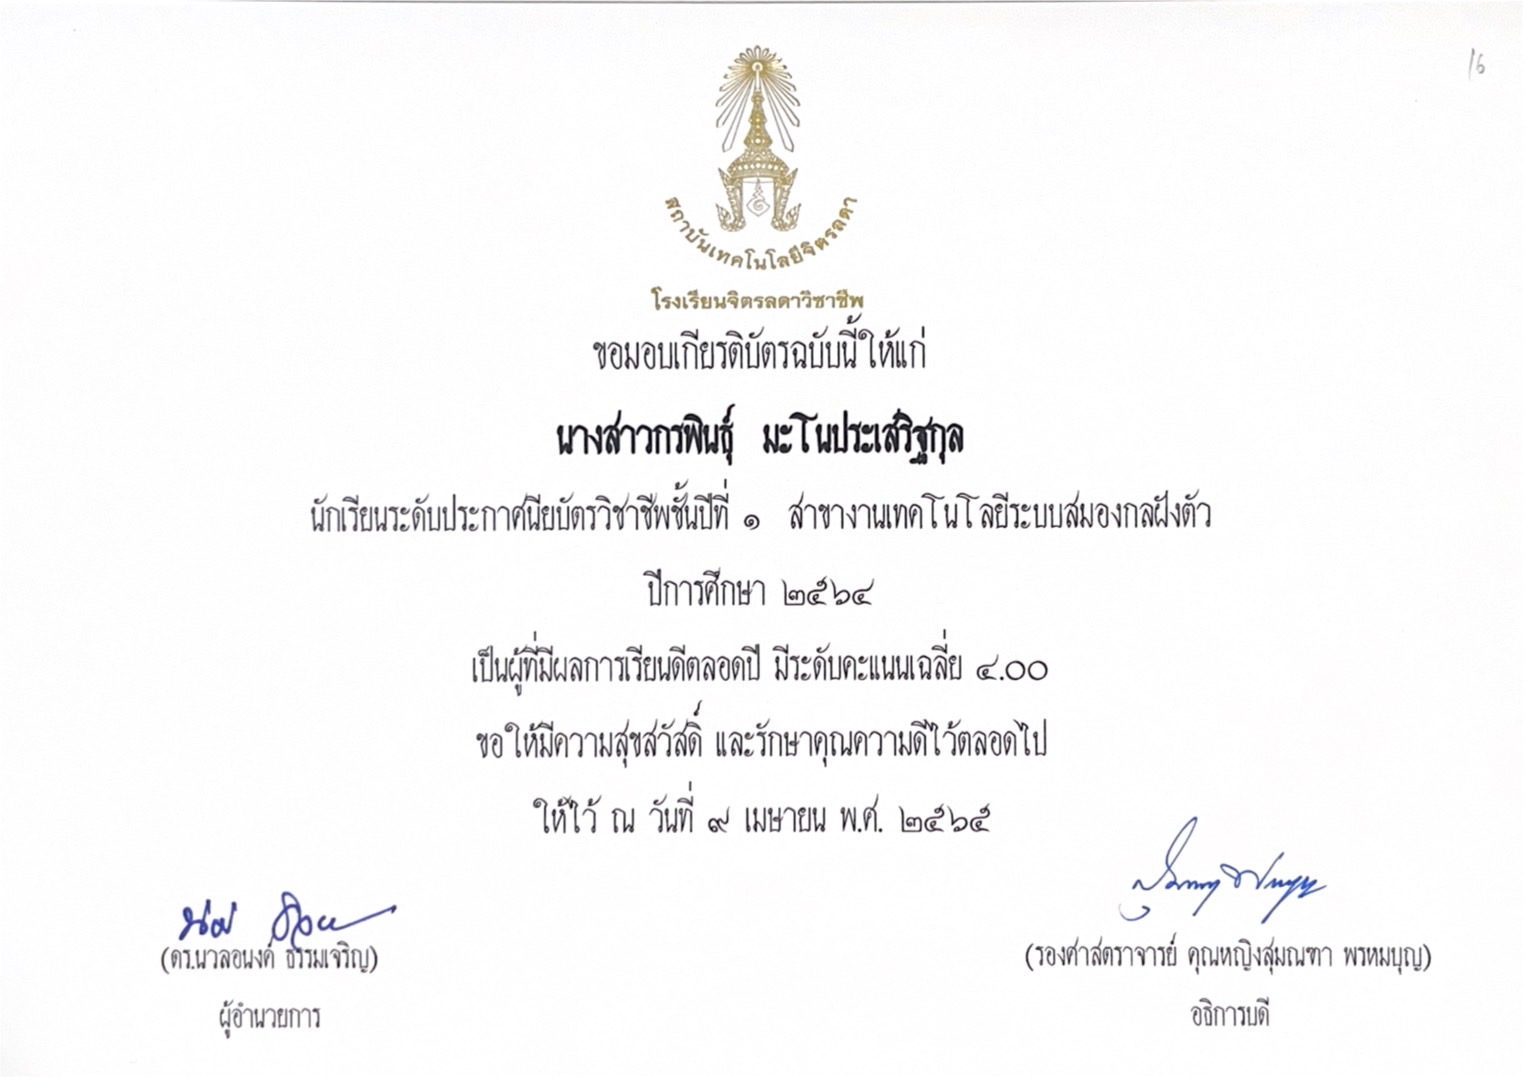 16
สถาบันเทคโนโลยีจิตรลดา
โรงเรียนจิตรลดาวิชาชีพ
ขอมอบเกียรติบัตรฉบับนี้ให้แก่
นางสาวกรพินธุ์ มะโนประเสริฐกุล
นักเรียนระดับประกาศนียบัตรวิชาชีพชั้นปีที่ ๑ สาขางานเทคโนโลยีระบบสมองกลฝังตัว
ปีการศึกษา ๒๕๖๔
เป็นผู้ที่มีผลการเรียนดีตลอดปี มีระดับคะแนนเฉลี่ย ๔.๐๐
ขอให้มีความสุขสวัสดิ์ และรักษาคุณความดีไว้ตลอดไป
ให้ไว้ ณ วันที่ ๙ เมษายน พ.ศ. ๒๕๖๕
(ดร.นวลอนงค์ ธรรมเจริญ)
ผู้อำนวยการ
(รองศาสตราจารย์ คุณหญิงสุมณฑา พรหมบุญ)
อธิการบดี